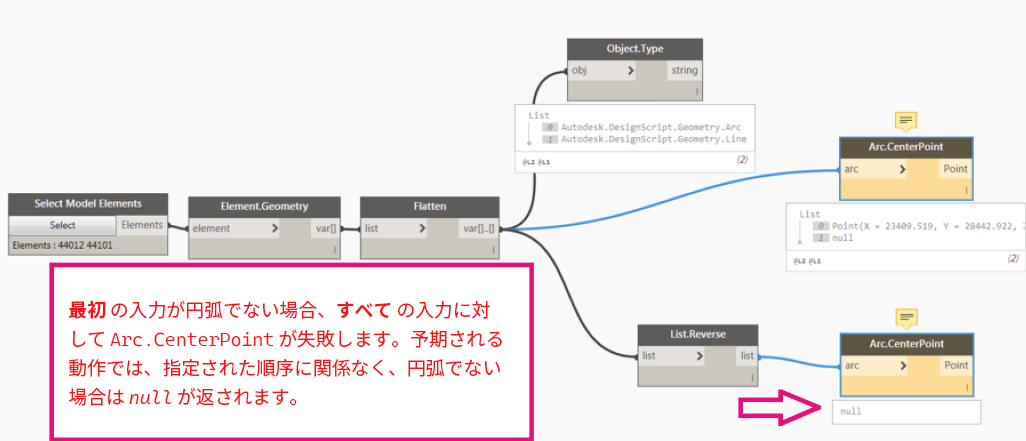 Object.Type
obj > string
List
0 Autodesk.DesignScript.Geometry.Arc
1 Autodesk.DesignScript.Geometry.Line
@L2 @L1 {2}
Arc.CenterPoint
arc > Point
List
0 Point(X = 23409.519, Y = 28442.922,
1 null
@L2 @L1 {2}
Select Model Elements
Select Elements
Elements : 44012 44101
Element.Geometry
element > var[]
Flatten
list > var[]..[]
最初 の入力が円弧でない場合、すべて の入力に対
して Arc.CenterPoint が失敗します。予期される
動作では、指定された順序に関係なく、円弧でない
場合は null が返されます。
List.Reverse
list > list
Arc.CenterPoint
arc > Point
null